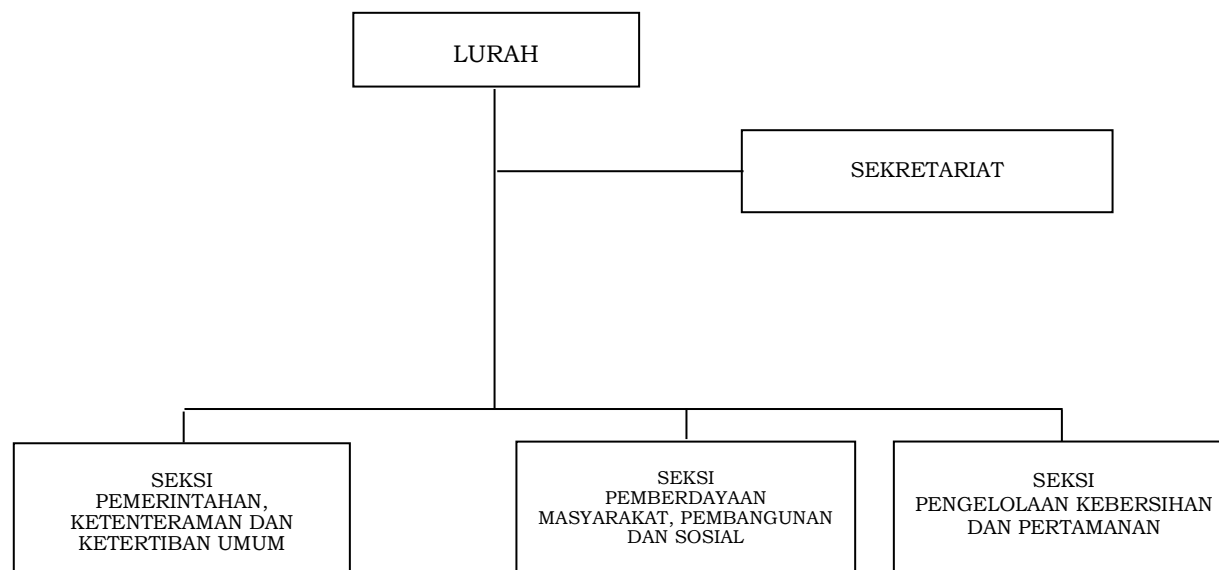 LURAH
SEKRETARIAT
SEKSI
PEMERINTAHAN,
KETENTERAMAN DAN
KETERTIBAN UMUM
SEKSI
PEMBERDAYAAN
MASYARAKAT, PEMBANGUNAN
DAN SOSIAL
SEKSI
PENGELOLAAN KEBERSIHAN
DAN PERTAMANAN